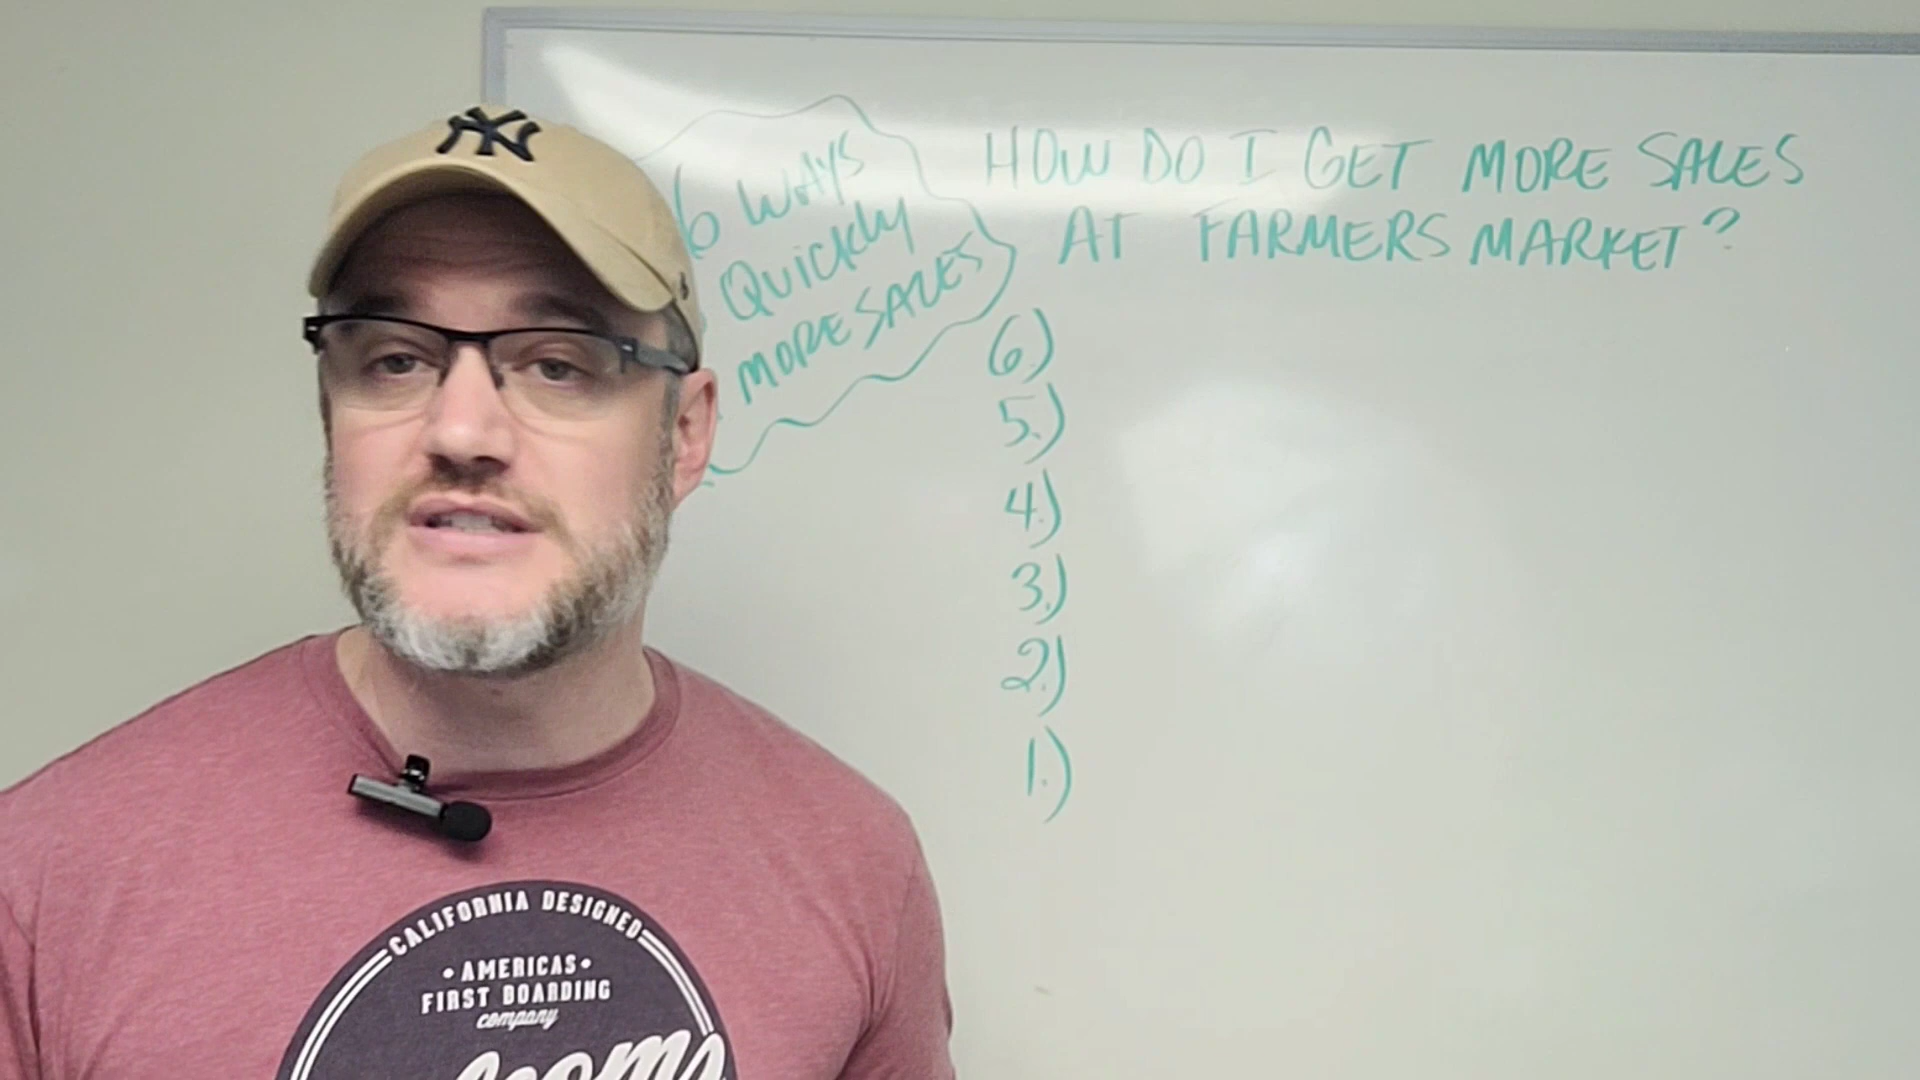 NY
6 WAYS
QUICKLY
MORE SALES
HOW DO I GET MORE SALES
AT FARMERS MARKET?
6.)
5.)
4.)
3.)
2.)
1.)
CALIFORNIA DESIGNED
• AMERICAS •
FIRST BOARDING
company